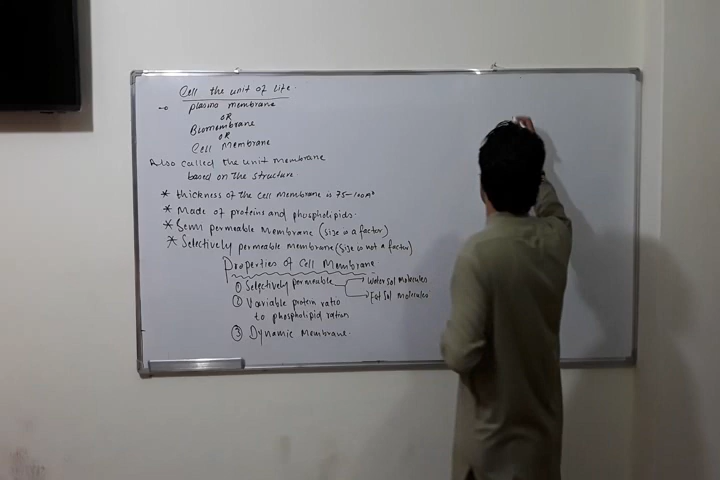 Cell the unit of Life.
plasma membrane
OR
Biomembrane
OR
Cell Membrane
Also called the unit membrane
based on the structure
* thickness of the cell membrane is 75-100A°
* Made of proteins and phospholipids.
* Semi permeable Membrane (size is a factor)
* Selectively permeable membrane (size is not a factor)
Properties of Cell Membrane
① Selectively permeable
Water sol molecules
Fat sol molecules
② Variable protein ratio
to phospholipid ration
③ Dynamic Membrane.